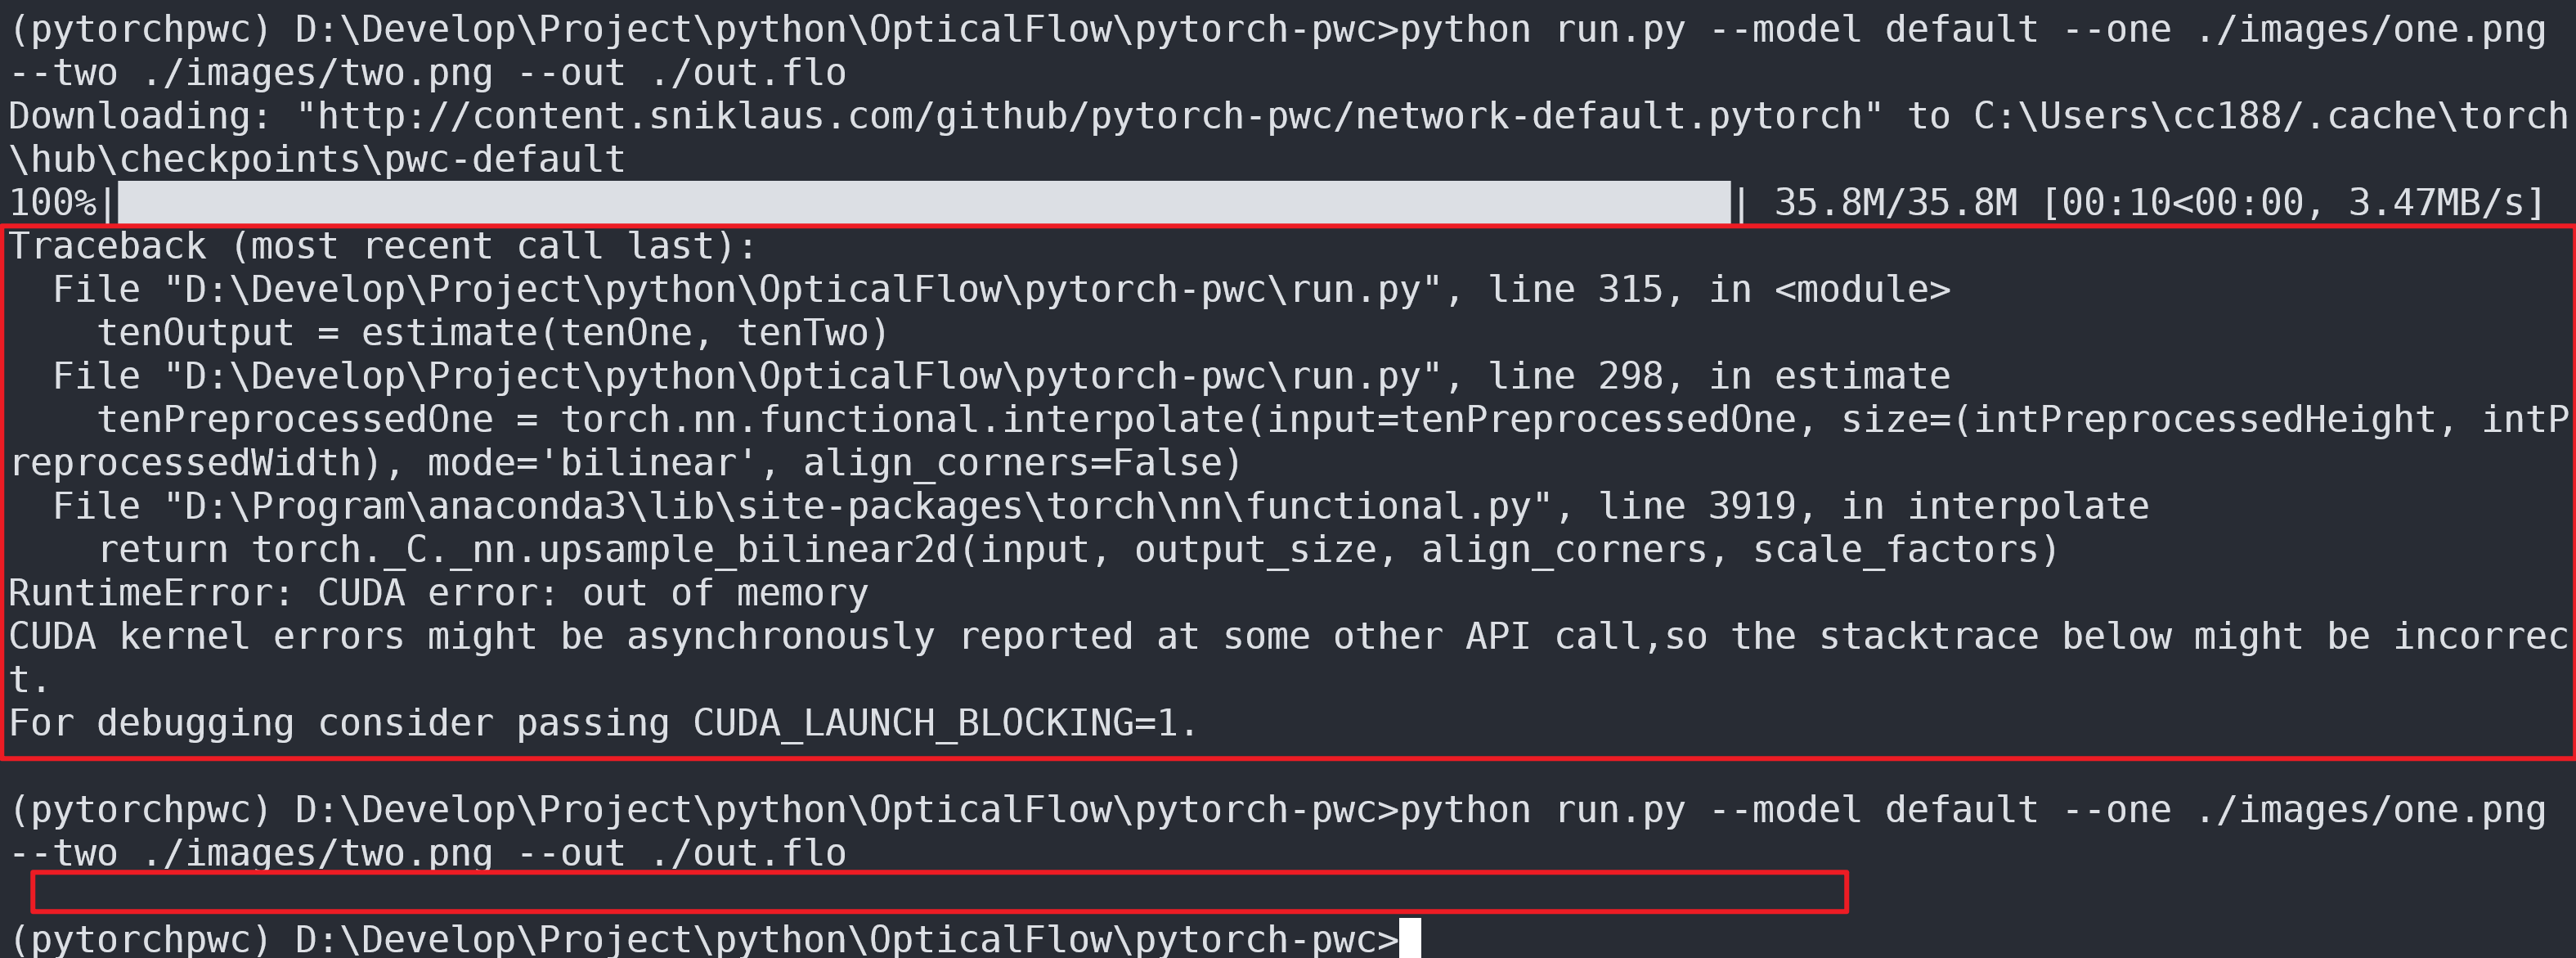 (pytorchpwc) D:\Develop\Project\python\OpticalFlow\pytorch-pwc>python run.py --model default --one ./images/one.png
--two ./images/two.png --out ./out.flo
Downloading: "http://content.sniklaus.com/github/pytorch-pwc/network-default.pytorch" to C:\Users\cc188/.cache\torch
\hub\checkpoints\pwc-default
100%|██████████| 35.8M/35.8M [00:10<00:00, 3.47MB/s]
Traceback (most recent call last):
  File "D:\Develop\Project\python\OpticalFlow\pytorch-pwc\run.py", line 315, in <module>
    tenOutput = estimate(tenOne, tenTwo)
  File "D:\Develop\Project\python\OpticalFlow\pytorch-pwc\run.py", line 298, in estimate
    tenPreprocessedOne = torch.nn.functional.interpolate(input=tenPreprocessedOne, size=(intPreprocessedHeight, intP
reprocessedWidth), mode='bilinear', align_corners=False)
  File "D:\Program\anaconda3\lib\site-packages\torch\nn\functional.py", line 3919, in interpolate
    return torch._C._nn.upsample_bilinear2d(input, output_size, align_corners, scale_factors)
RuntimeError: CUDA error: out of memory
CUDA kernel errors might be asynchronously reported at some other API call,so the stacktrace below might be incorrec
t.
For debugging consider passing CUDA_LAUNCH_BLOCKING=1.
(pytorchpwc) D:\Develop\Project\python\OpticalFlow\pytorch-pwc>python run.py --model default --one ./images/one.png
--two ./images/two.png --out ./out.flo
(pytorchpwc) D:\Develop\Project\python\OpticalFlow\pytorch-pwc>